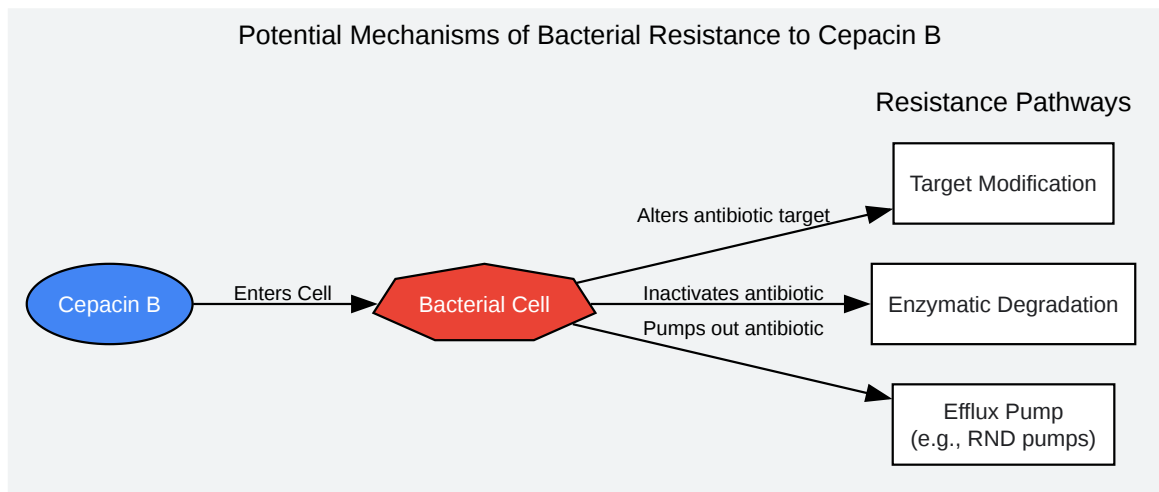 Potential Mechanisms of Bacterial Resistance to Cepacin B
Resistance Pathways
Target Modification
Alters antibiotic target
Cepacin B
Enters Cell
Bacterial Cell
Inactivates antibiotic
Enzymatic Degradation
Pumps out antibiotic
Efflux Pump
(e.g., RND pumps)